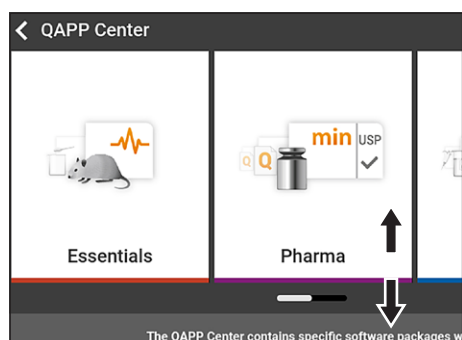 QAPP Center
min USP
Q Q
Essentials
Pharma
The QAPP Center contains specific software packages w